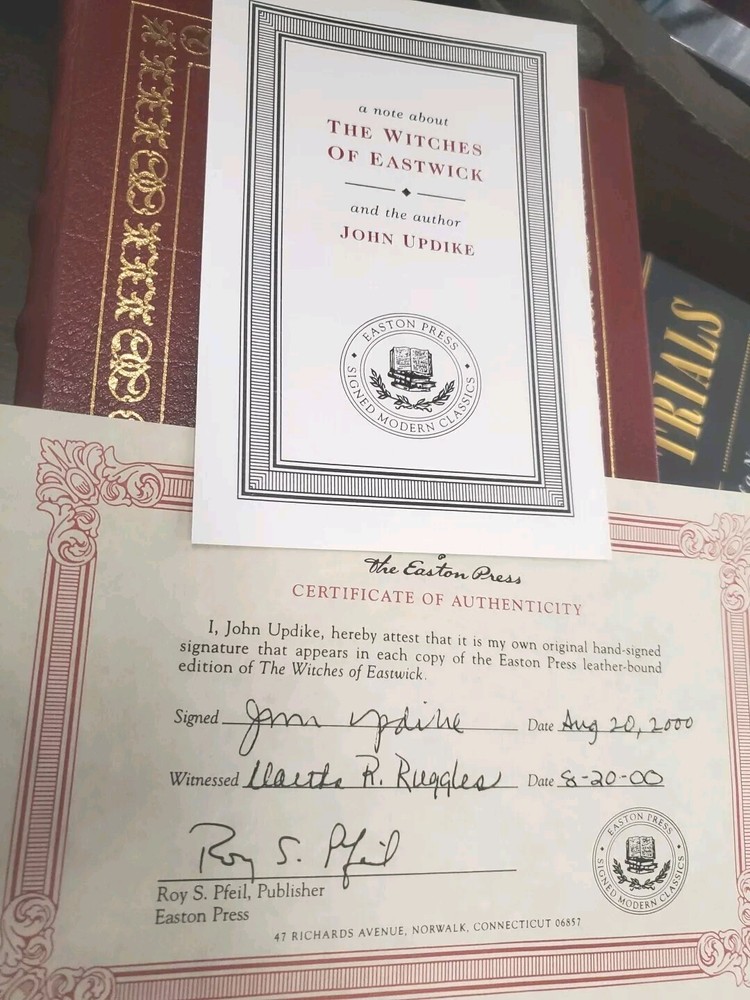 a note about
THE WITCHES
OF EASTWICK
and the author
JOHN UPDIKE
EASTON PRESS
SIGNED MODERN CLASSICS
TRIALS
The Easton Press
CERTIFICATE OF AUTHENTICITY
I, John Updike, hereby attest that it is my own original hand-signed
signature that appears in each copy of the Easton Press leather-bound
edition of The Witches of Eastwick.
Signed John Updike Date Aug 20, 2000
Witnessed R. Ruggles Date 8-20-00
Roy S. Pfeil
Roy S. Pfeil, Publisher
Easton Press
EASTON PRESS
SIGNED MODERN CLASSICS
47 RICHARDS AVENUE, NORWALK, CONNECTICUT 06857